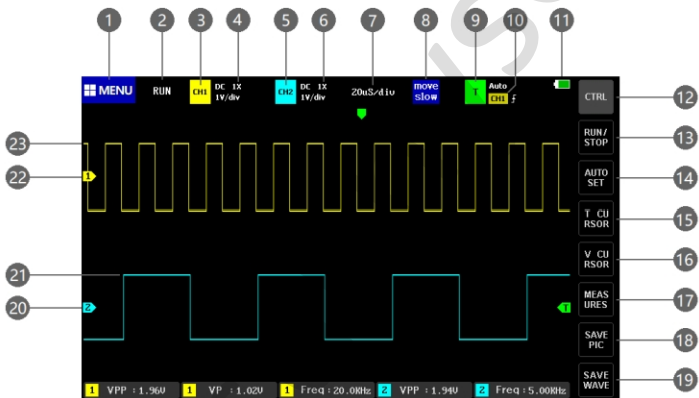 1 2 3 4 5 6 7 8 9 10 11
MENU RUN CH1 DC 1X 1V/div CH2 DC 1X 1V/div 20uS/div move slow T Auto CH1
CTRL 12
RUN/
STOP 13
AUTO
SET 14
T CU
RSOR 15
V CU
RSOR 16
MEAS
URES 17
SAVE
PIC 18
SAVE
WAVE 19
23
22 1
21
20 2 T
1 VPP :1.96V 1 VP :1.02V 1 Freq:20.0KHz 2 VPP :1.94V 2 Freq:5.00KHz